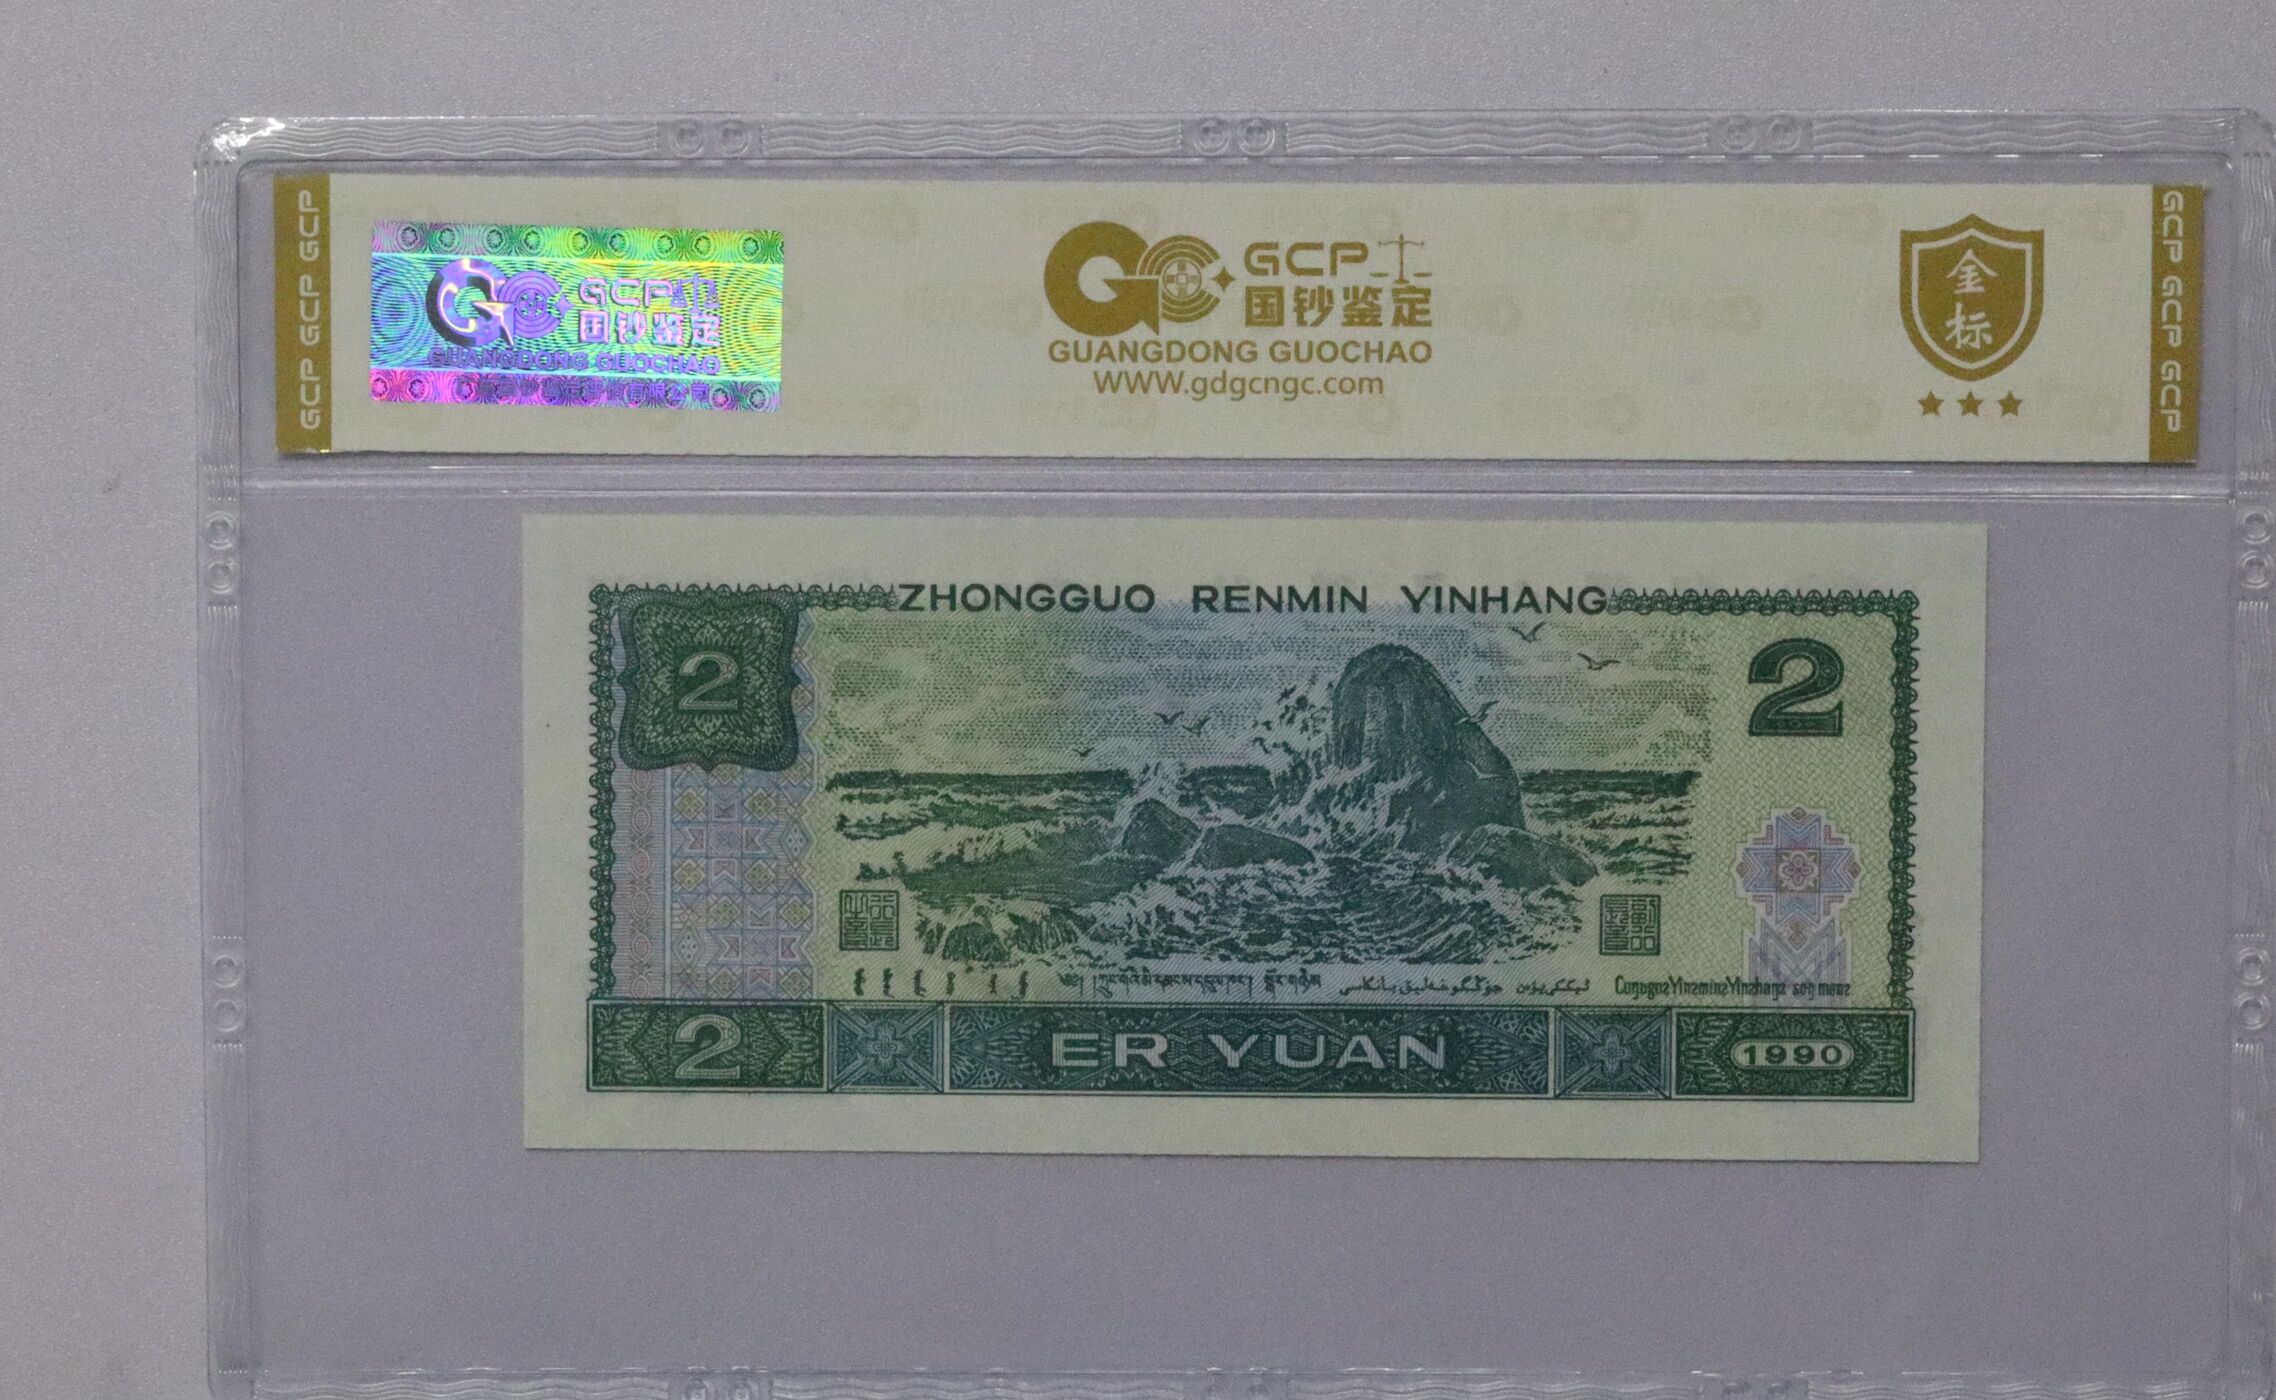 GCP GCP GCP
GCP
国钞鉴定
GUANGDONG GUOCHAO
GCP
国钞鉴定
GUANGDONG GUOCHAO
WWW.gdgcngc.com
金标
GCP GCP GCP
ZHONGGUO RENMIN YINHANG
2
2
2
ER YUAN
1990